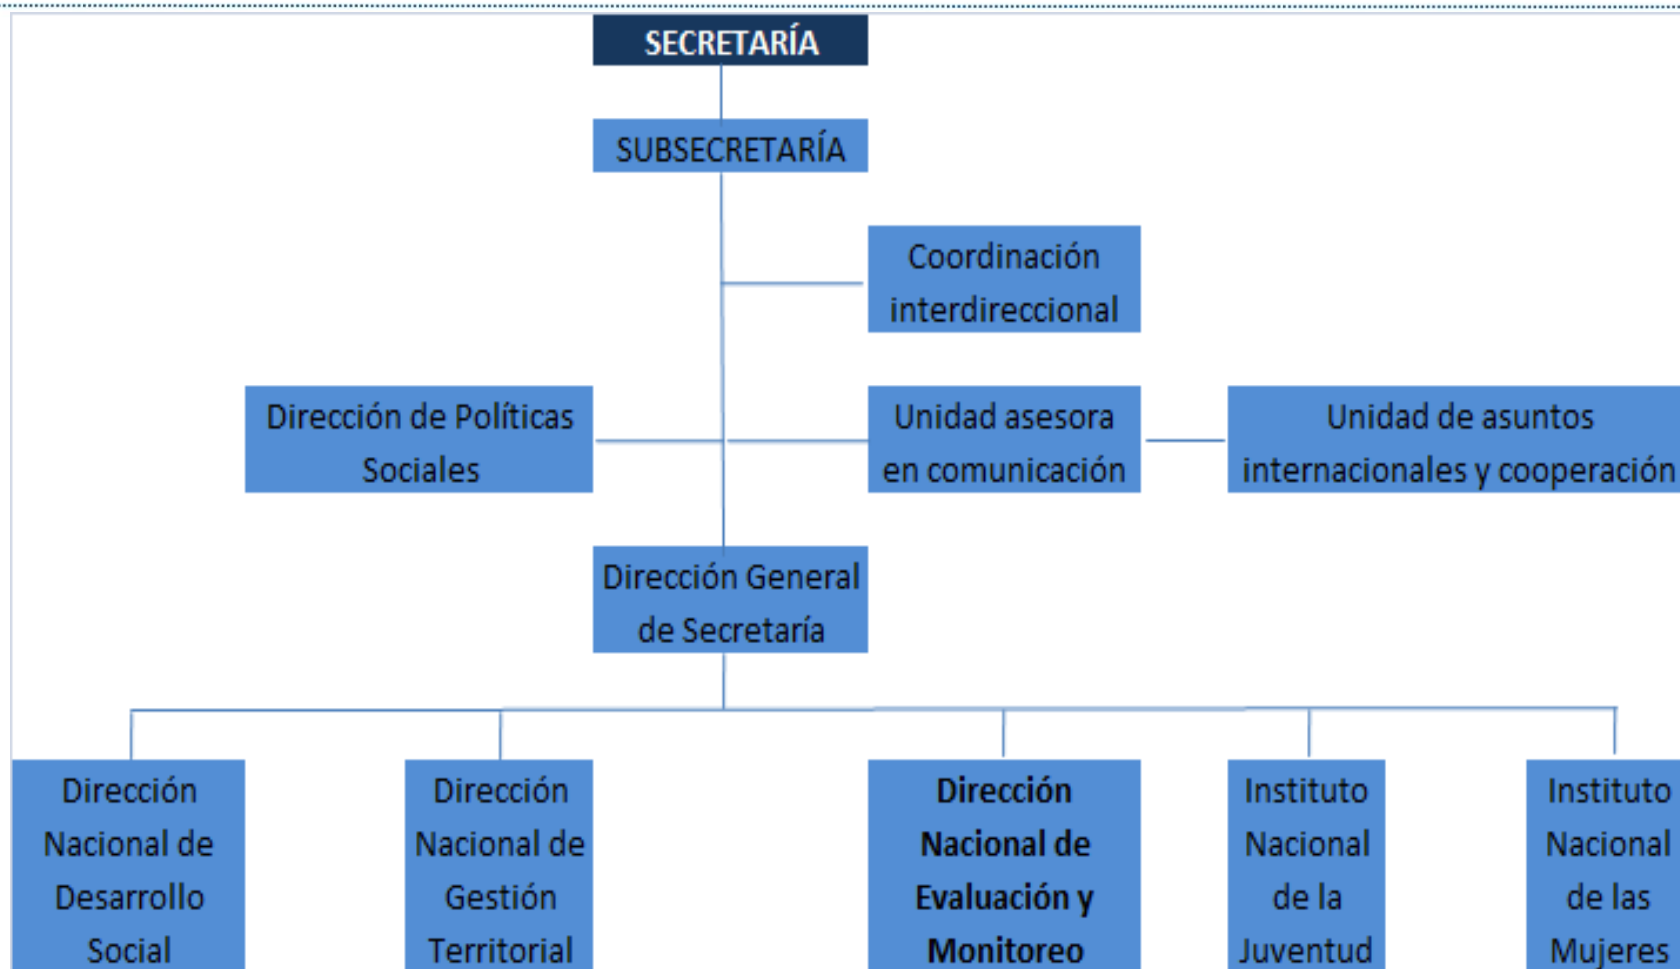 SECRETARÍA
SUBSECRETARÍA
Coordinación
interdireccional
Dirección de Políticas
Sociales
Unidad asesora
en comunicación
Unidad de asuntos
internacionales y cooperación
Dirección General
de Secretaría
Dirección
Nacional de
Desarrollo
Social
Dirección
Nacional de
Gestión
Territorial
Dirección
Nacional de
Evaluación y
Monitoreo
Instituto
Nacional
de la
Juventud
Instituto
Nacional
de las
Mujeres